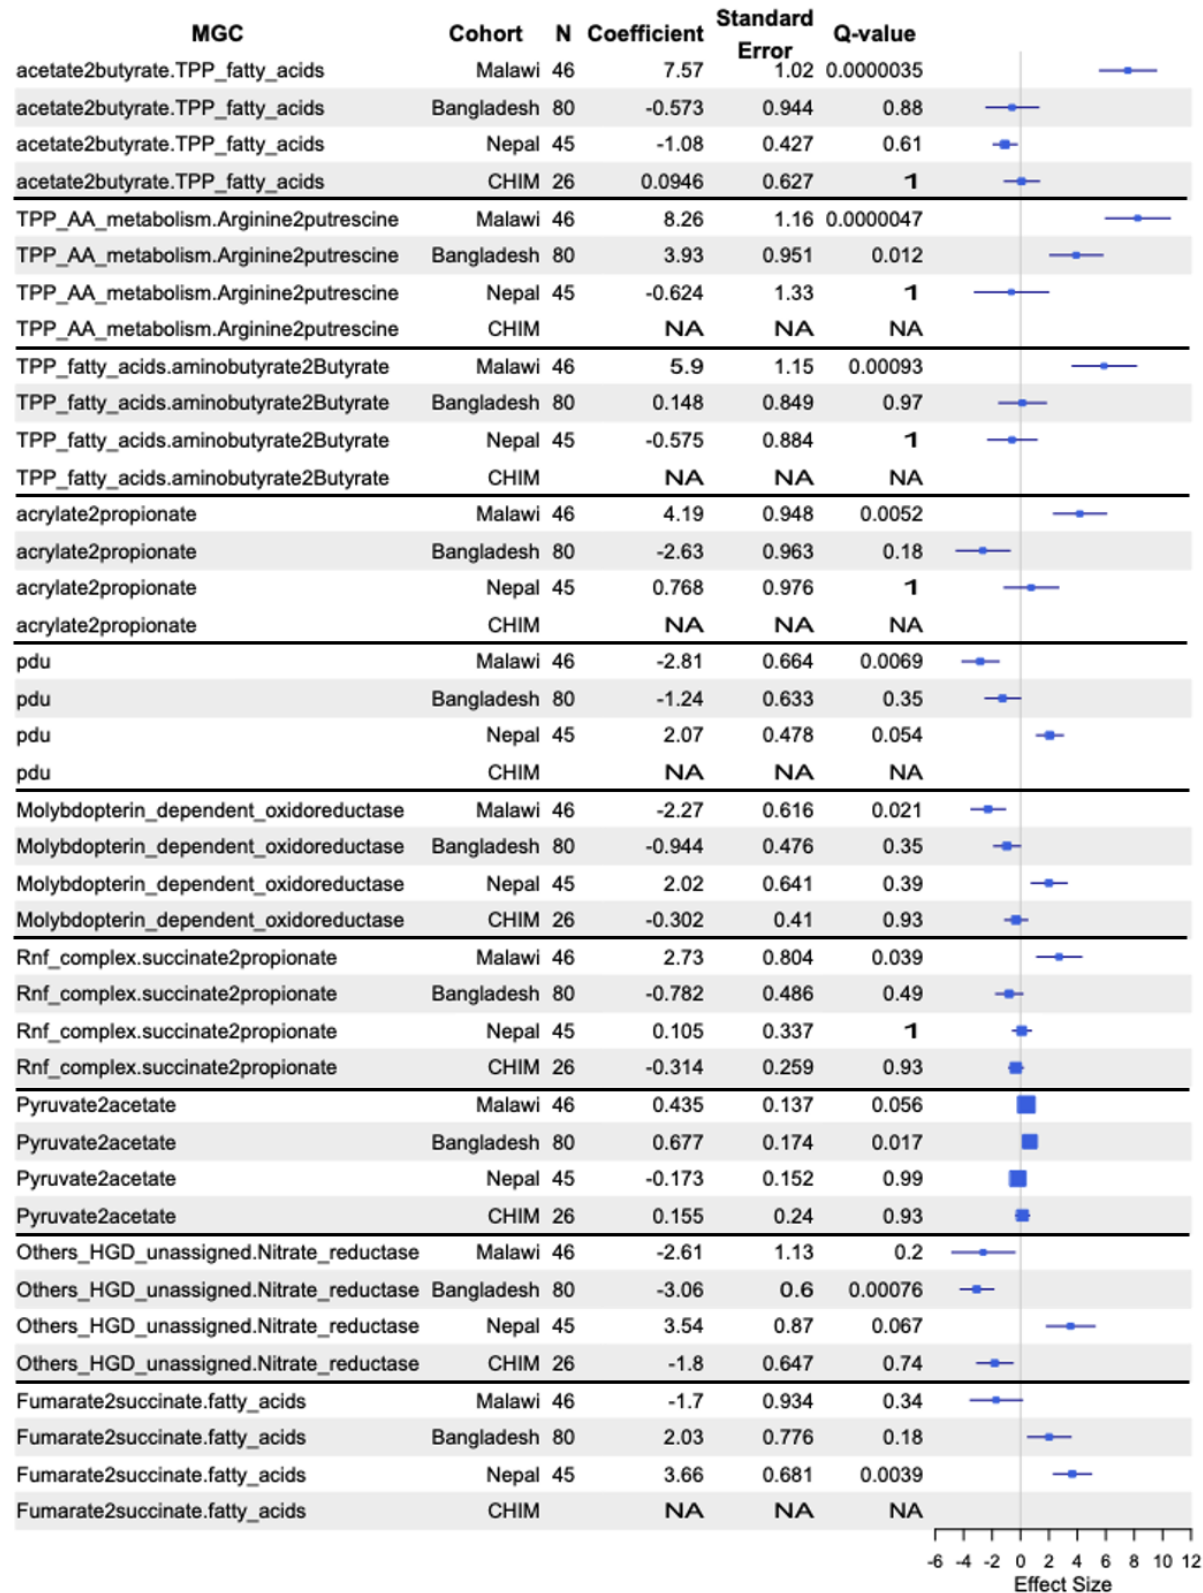 MGC Cohort N Coefficient Standard Error Q-value
acetate2butyrate.TPP_fatty_acids Malawi 46 7.57 1.02 0.0000035
acetate2butyrate.TPP_fatty_acids Bangladesh 80 -0.573 0.944 0.88
acetate2butyrate.TPP_fatty_acids Nepal 45 -1.08 0.427 0.61
acetate2butyrate.TPP_fatty_acids CHIM 26 0.0946 0.627 1
TPP_AA_metabolism.Arginine2putrescine Malawi 46 8.26 1.16 0.0000047
TPP_AA_metabolism.Arginine2putrescine Bangladesh 80 3.93 0.951 0.012
TPP_AA_metabolism.Arginine2putrescine Nepal 45 -0.624 1.33 1
TPP_AA_metabolism.Arginine2putrescine CHIM NA NA NA
TPP_fatty_acids.aminobutyrate2Butyrate Malawi 46 5.9 1.15 0.00093
TPP_fatty_acids.aminobutyrate2Butyrate Bangladesh 80 0.148 0.849 0.97
TPP_fatty_acids.aminobutyrate2Butyrate Nepal 45 -0.575 0.884 1
TPP_fatty_acids.aminobutyrate2Butyrate CHIM NA NA NA
acrylate2propionate Malawi 46 4.19 0.948 0.0052
acrylate2propionate Bangladesh 80 -2.63 0.963 0.18
acrylate2propionate Nepal 45 0.768 0.976 1
acrylate2propionate CHIM NA NA NA
pdu Malawi 46 -2.81 0.664 0.0069
pdu Bangladesh 80 -1.24 0.633 0.35
pdu Nepal 45 2.07 0.478 0.054
pdu CHIM NA NA NA
Molybdopterin_dependent_oxidoreductase Malawi 46 -2.27 0.616 0.021
Molybdopterin_dependent_oxidoreductase Bangladesh 80 -0.944 0.476 0.35
Molybdopterin_dependent_oxidoreductase Nepal 45 2.02 0.641 0.39
Molybdopterin_dependent_oxidoreductase CHIM 26 -0.302 0.41 0.93
Rnf_complex.succinate2propionate Malawi 46 2.73 0.804 0.039
Rnf_complex.succinate2propionate Bangladesh 80 -0.782 0.486 0.49
Rnf_complex.succinate2propionate Nepal 45 0.105 0.337 1
Rnf_complex.succinate2propionate CHIM 26 -0.314 0.259 0.93
Pyruvate2acetate Malawi 46 0.435 0.137 0.056
Pyruvate2acetate Bangladesh 80 0.677 0.174 0.017
Pyruvate2acetate Nepal 45 -0.173 0.152 0.99
Pyruvate2acetate CHIM 26 0.155 0.24 0.93
Others_HGD_unassigned.Nitrate_reductase Malawi 46 -2.61 1.13 0.2
Others_HGD_unassigned.Nitrate_reductase Bangladesh 80 -3.06 0.6 0.00076
Others_HGD_unassigned.Nitrate_reductase Nepal 45 3.54 0.87 0.067
Others_HGD_unassigned.Nitrate_reductase CHIM 26 -1.8 0.647 0.74
Fumarate2succinate.fatty_acids Malawi 46 -1.7 0.934 0.34
Fumarate2succinate.fatty_acids Bangladesh 80 2.03 0.776 0.18
Fumarate2succinate.fatty_acids Nepal 45 3.66 0.681 0.0039
Fumarate2succinate.fatty_acids CHIM NA NA NA
-6 -4 -2 0 2 4 6 8 10 12
Effect Size